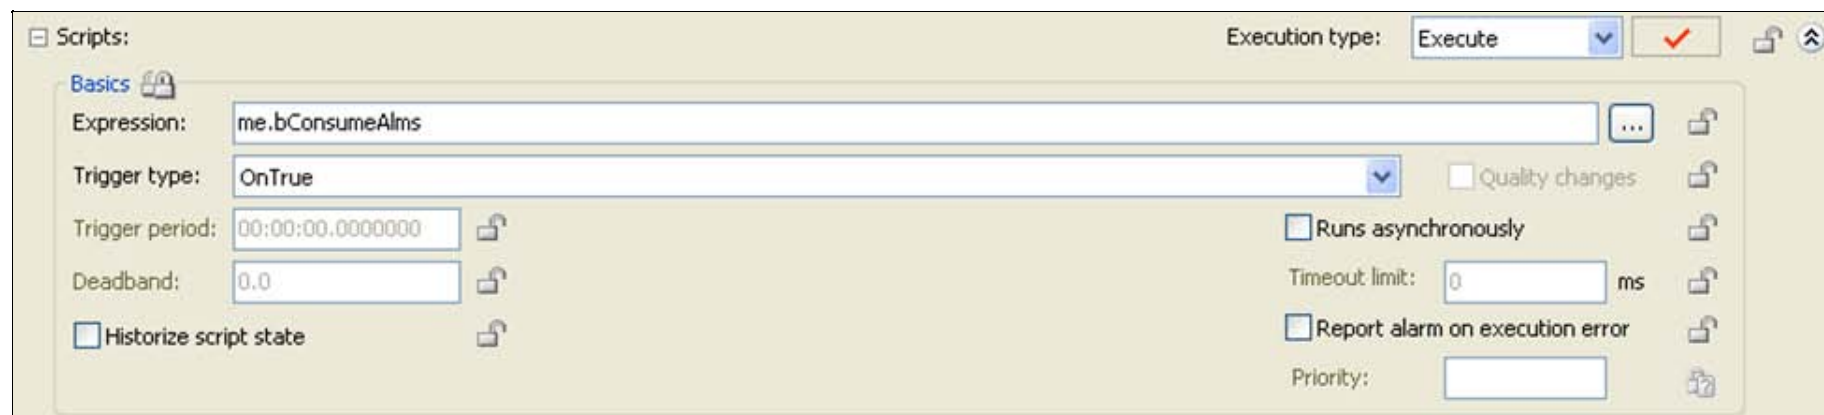 Scripts: Execution type: Execute
Basics
Expression: me.bConsumeAlms ...
Trigger type: OnTrue Quality changes
Trigger period: 00:00:00.0000000 Runs asynchronously
Deadband: 0.0 Timeout limit: 0 ms
Historize script state Report alarm on execution error
Priority: